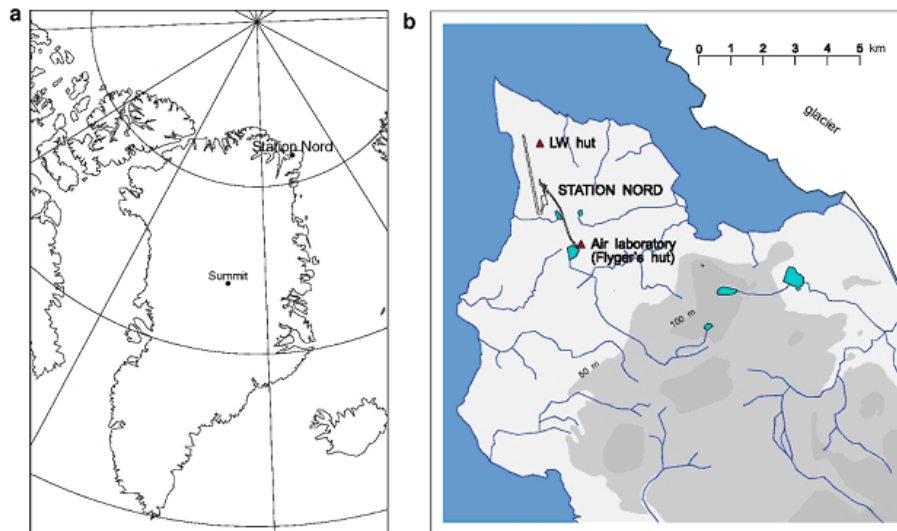 a
Station Nord
Summit
b
0 1 2 3 4 5 km
glacier
LW hut
STATION NORD
Air laboratory
(Flyger's hut)
100 m
50 m